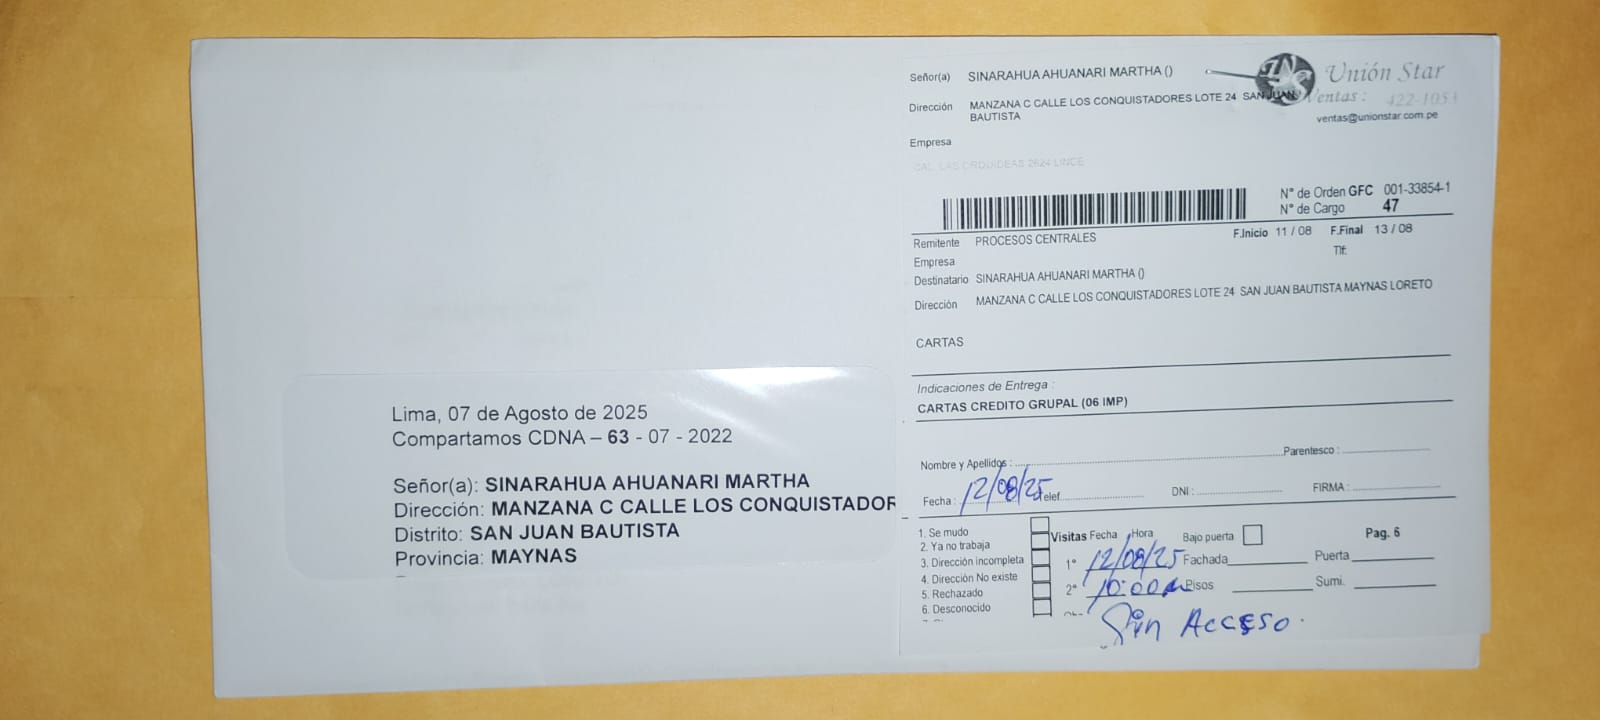 Señor(a) SINARAHUA AHUANARI MARTHA ()
Dirección MANZANA C CALLE LOS CONQUISTADORES LOTE 24 SAN JUAN
BAUTISTA
Empresa
CAL. LAS ORQUIDEAS 2624 LINCE
Unión Star
Ventas : 422-1053
ventas@unionstar.com.pe
N° de Orden GFC 001-33854-1
N° de Cargo 47
Remitente PROCESOS CENTRALES
F.Inicio 11 / 08 F.Final 13 / 08
Empresa
Tlf:
Destinatario SINARAHUA AHUANARI MARTHA ()
Dirección MANZANA C CALLE LOS CONQUISTADORES LOTE 24 SAN JUAN BAUTISTA MAYNAS LORETO
CARTAS
Indicaciones de Entrega :
CARTAS CREDITO GRUPAL (06 IMP)
Nombre y Apellidos : Parentesco :
Fecha : 12/08/25 Telef. DNI : FIRMA :
1. Se mudo
2. Ya no trabaja
3. Dirección incompleta
4. Dirección No existe
5. Rechazado
6. Desconocido
Visitas Fecha Hora Bajo puerta Pag. 6
1° 12/08/25 Fachada Puerta
2° 10:00 Pisos Sumi.
Sin Acceso.
Lima, 07 de Agosto de 2025
Compartamos CDNA – 63 - 07 - 2022
Señor(a): SINARAHUA AHUANARI MARTHA
Dirección: MANZANA C CALLE LOS CONQUISTADOR
Distrito: SAN JUAN BAUTISTA
Provincia: MAYNAS